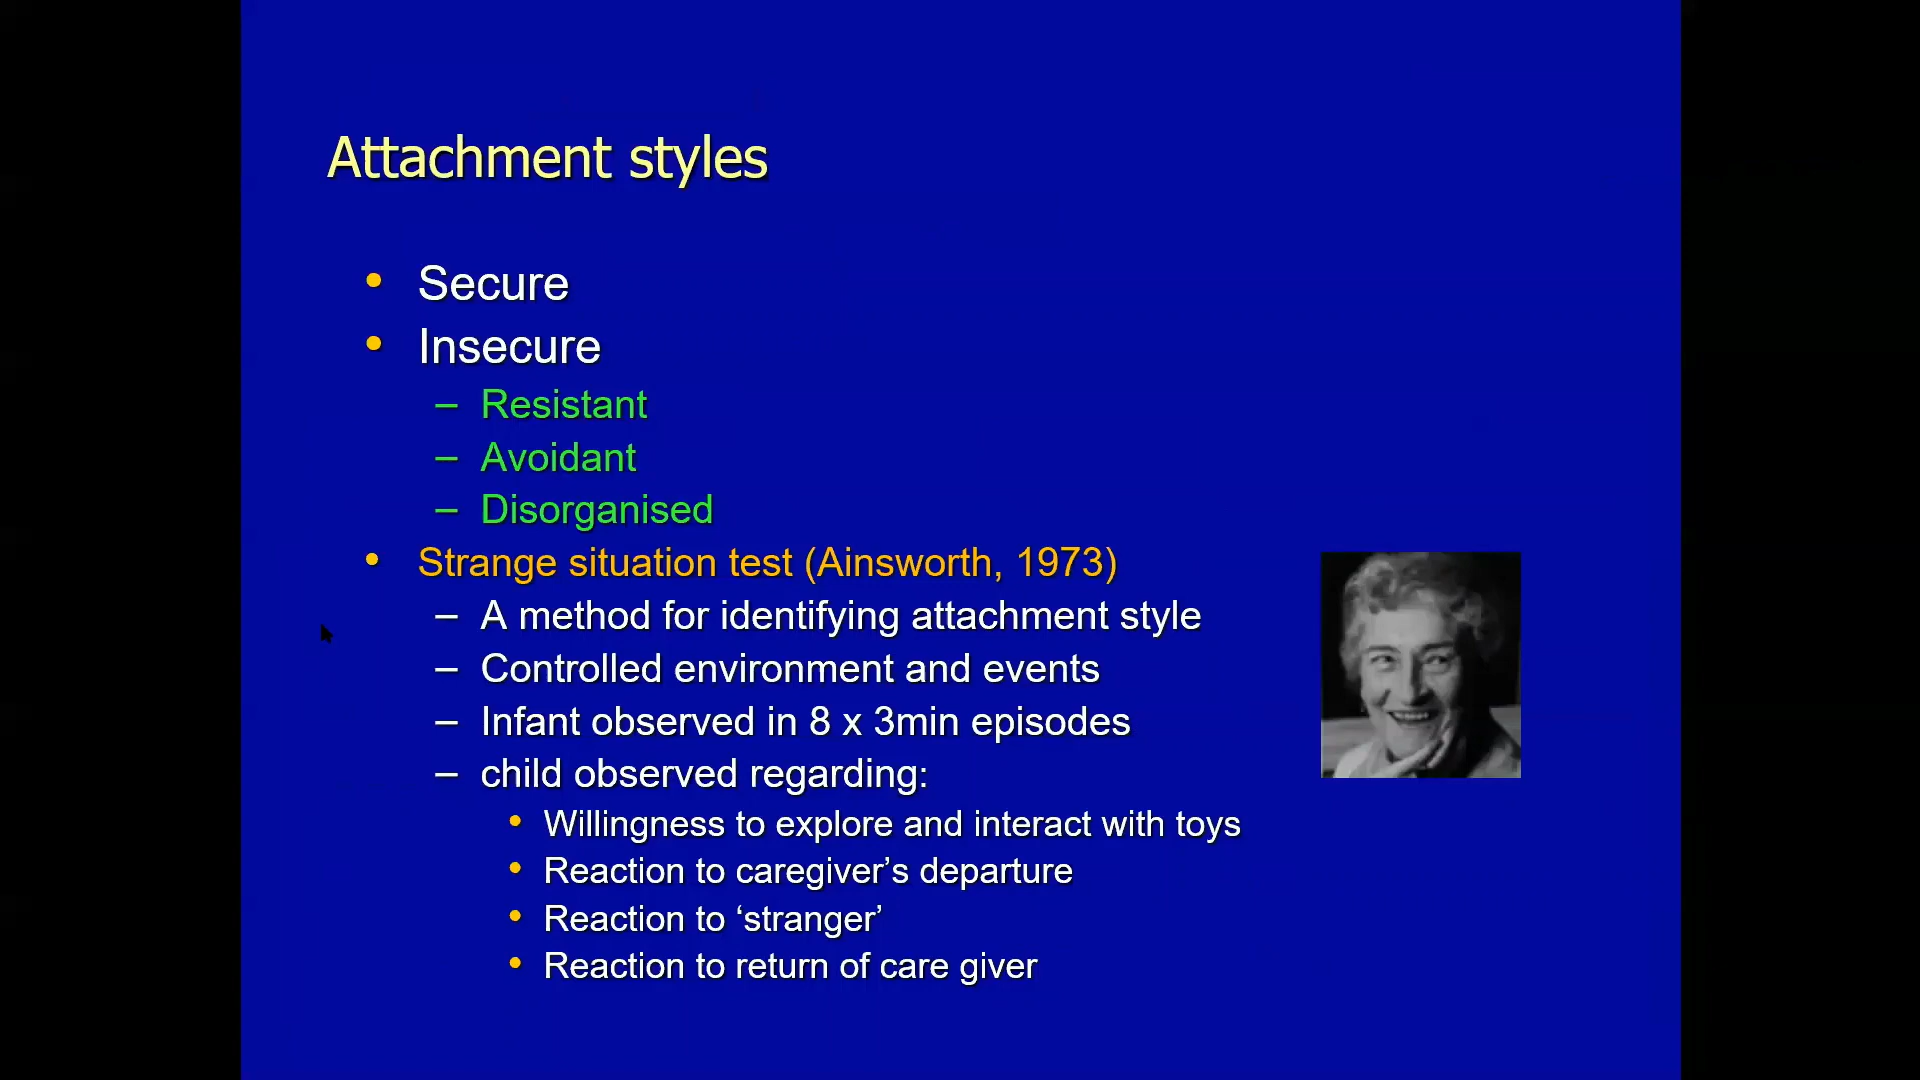 Attachment styles
• Secure
• Insecure
– Resistant
– Avoidant
– Disorganised
• Strange situation test (Ainsworth, 1973)
– A method for identifying attachment style
– Controlled environment and events
– Infant observed in 8 x 3min episodes
– child observed regarding:
• Willingness to explore and interact with toys
• Reaction to caregiver’s departure
• Reaction to ‘stranger’
• Reaction to return of care giver